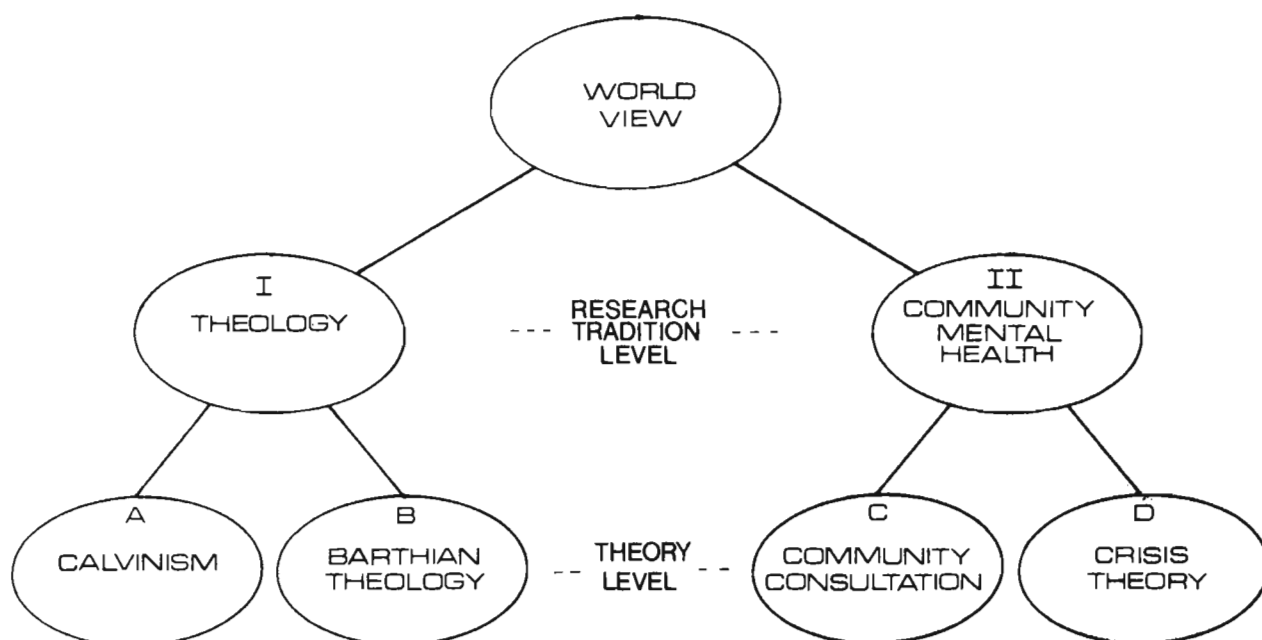 WORLD
VIEW
I
THEOLOGY
--- RESEARCH ---
TRADITION
LEVEL
II
COMMUNITY
MENTAL
HEALTH
A
CALVINISM
B
BARTHIAN
THEOLOGY
THEORY
-- LEVEL --
C
COMMUNITY
CONSULTATION
D
CRISIS
THEORY